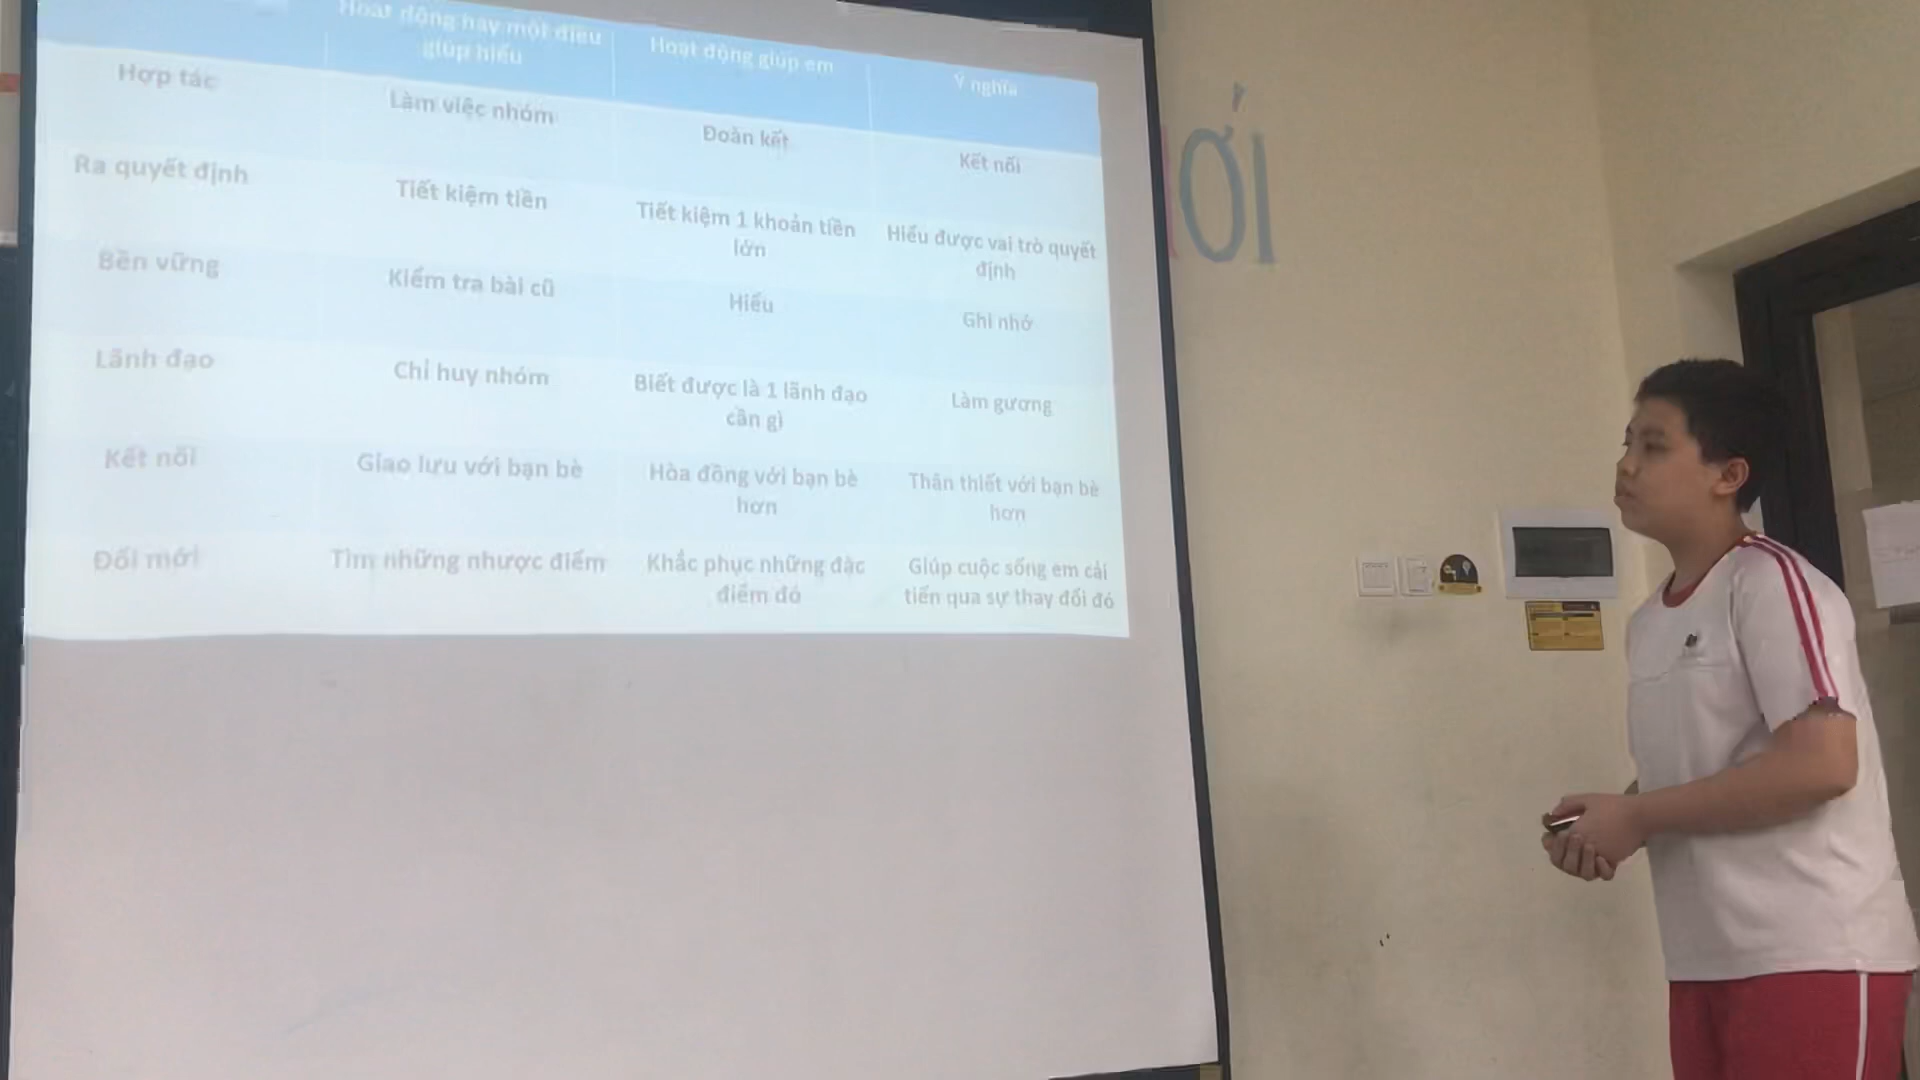 Hoạt động hay một điều
giúp hiểu
Hoạt động giúp em
Ý nghĩa
Hợp tác
Làm việc nhóm
Đoàn kết
Kết nối
Ra quyết định
Tiết kiệm tiền
Tiết kiệm 1 khoản tiền
lớn
Hiểu được vai trò quyết
định
Bền vững
Kiểm tra bài cũ
Hiểu
Ghi nhớ
Lãnh đạo
Chỉ huy nhóm
Biết được là 1 lãnh đạo
cần gì
Làm gương
Kết nối
Giao lưu với bạn bè
Hòa đồng với bạn bè
hơn
Thân thiết với bạn bè
hơn
Đổi mới
Tìm những nhược điểm
Khắc phục những đặc
điểm đó
Giúp cuộc sống em cải
tiến qua sự thay đổi đó
ỚI